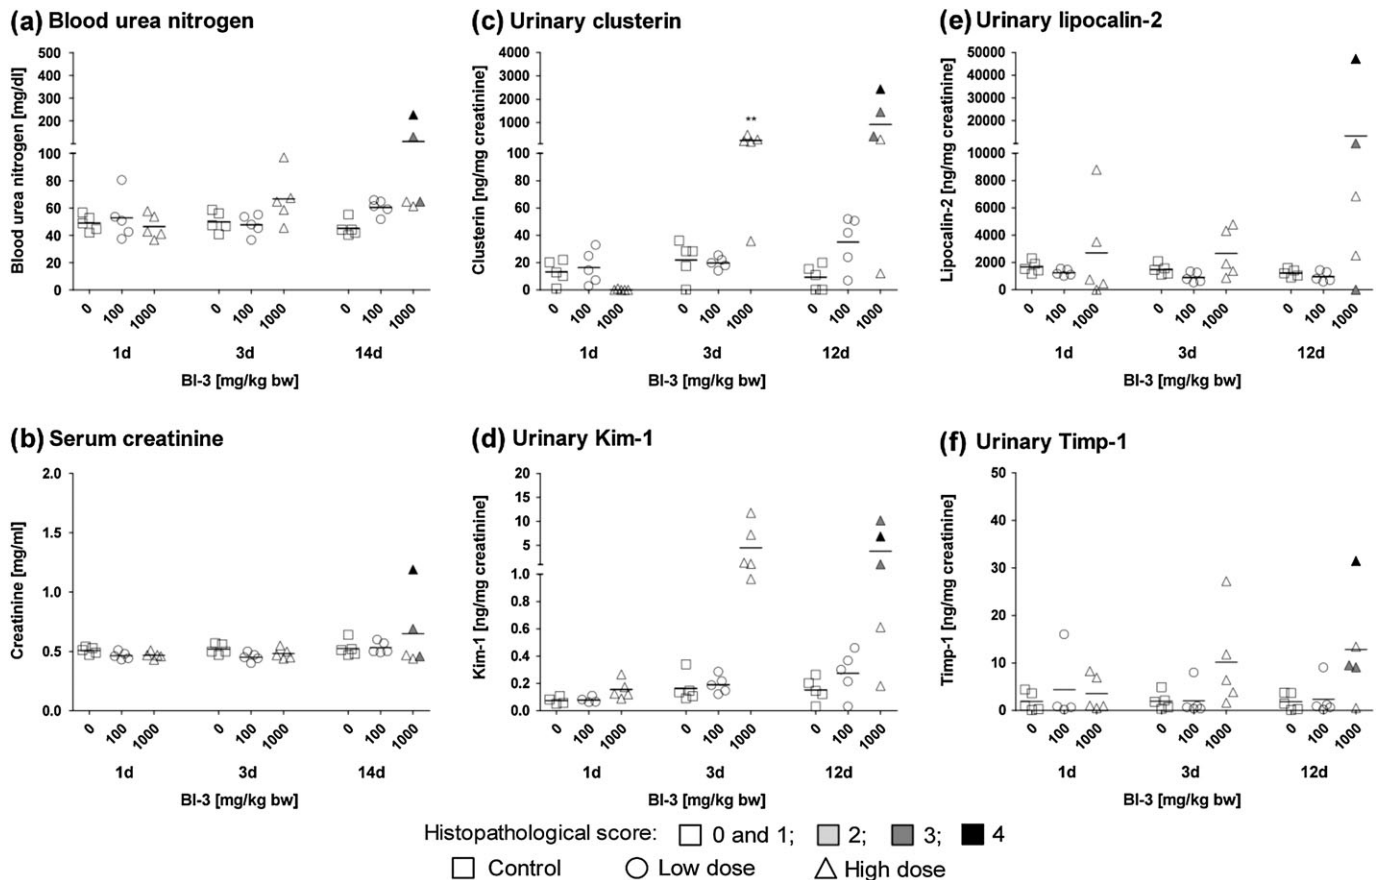 (a) Blood urea nitrogen
Blood urea nitrogen [mg/dl]
500
400
300
200
100
80
60
40
20
0
0 100 1000 0 100 1000 0 100 1000
1d 3d 14d
BI-3 [mg/kg bw]
(c) Urinary clusterin
Clusterin [ng/mg creatinine]
4000
3000
2000
1000
100
80
60
40
20
0
**
0 100 1000 0 100 1000 0 100 1000
1d 3d 12d
BI-3 [mg/kg bw]
(e) Urinary lipocalin-2
Lipocalin-2 [ng/mg creatinine]
50000
40000
30000
20000
10000
8000
6000
4000
2000
0
0 100 1000 0 100 1000 0 100 1000
1d 3d 12d
BI-3 [mg/kg bw]
(b) Serum creatinine
Creatinine [mg/ml]
2.0
1.5
1.0
0.5
0.0
0 100 1000 0 100 1000 0 100 1000
1d 3d 14d
BI-3 [mg/kg bw]
(d) Urinary Kim-1
Kim-1 [ng/mg creatinine]
20
15
10
5
1.0
0.8
0.6
0.4
0.2
0.0
0 100 1000 0 100 1000 0 100 1000
1d 3d 12d
BI-3 [mg/kg bw]
(f) Urinary Timp-1
Timp-1 [ng/mg creatinine]
50
40
30
20
10
0
0 100 1000 0 100 1000 0 100 1000
1d 3d 12d
BI-3 [mg/kg bw]
Histopathological score: 0 and 1; 2; 3; 4
Control Low dose High dose